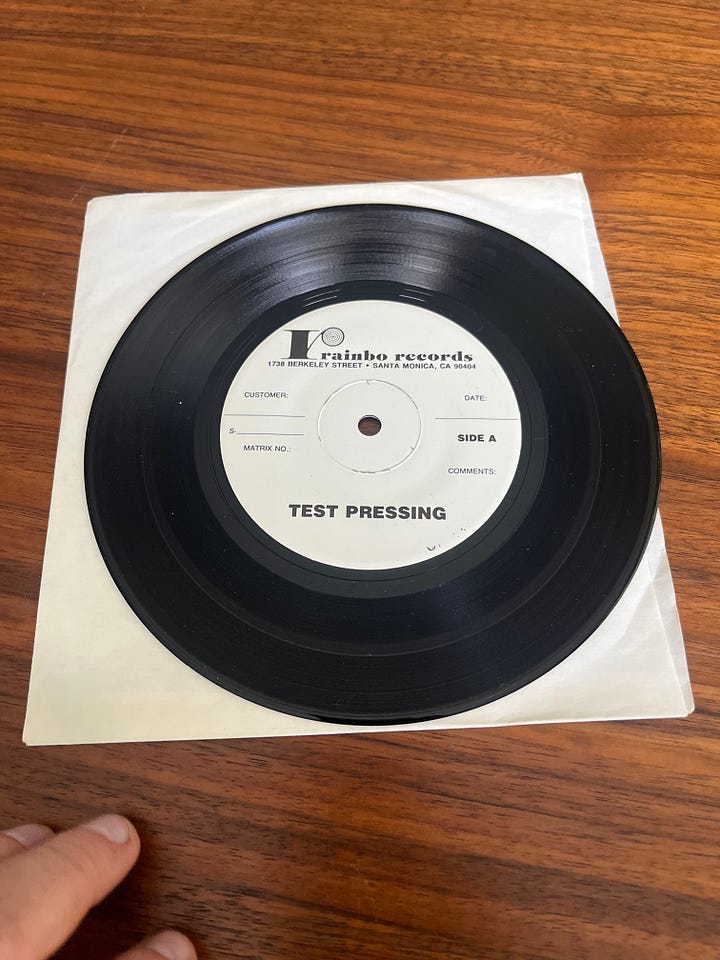 r rainbo records
1738 BERKELEY STREET • SANTA MONICA, CA 90404
CUSTOMER:
DATE:
S-
SIDE A
MATRIX NO.:
COMMENTS:
TEST PRESSING